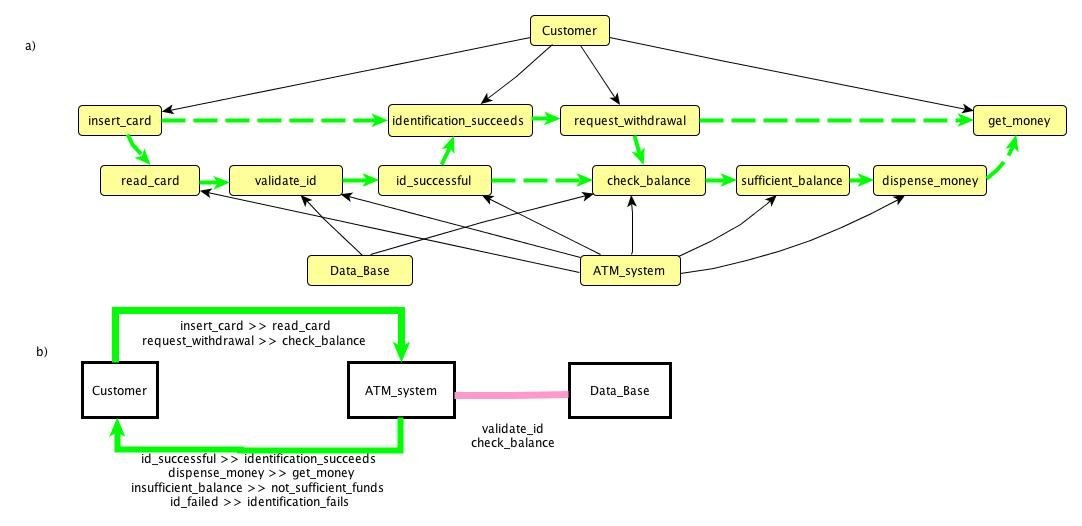 a)
Customer
insert_card
identification_succeeds
request_withdrawal
get_money
read_card
validate_id
id_successful
check_balance
sufficient_balance
dispense_money
Data_Base
ATM_system
b)
insert_card >> read_card
request_withdrawal >> check_balance
Customer
ATM_system
Data_Base
validate_id
check_balance
id_successful >> identification_succeeds
dispense_money >> get_money
insufficient_balance >> not_sufficient_funds
id_failed >> identification_fails